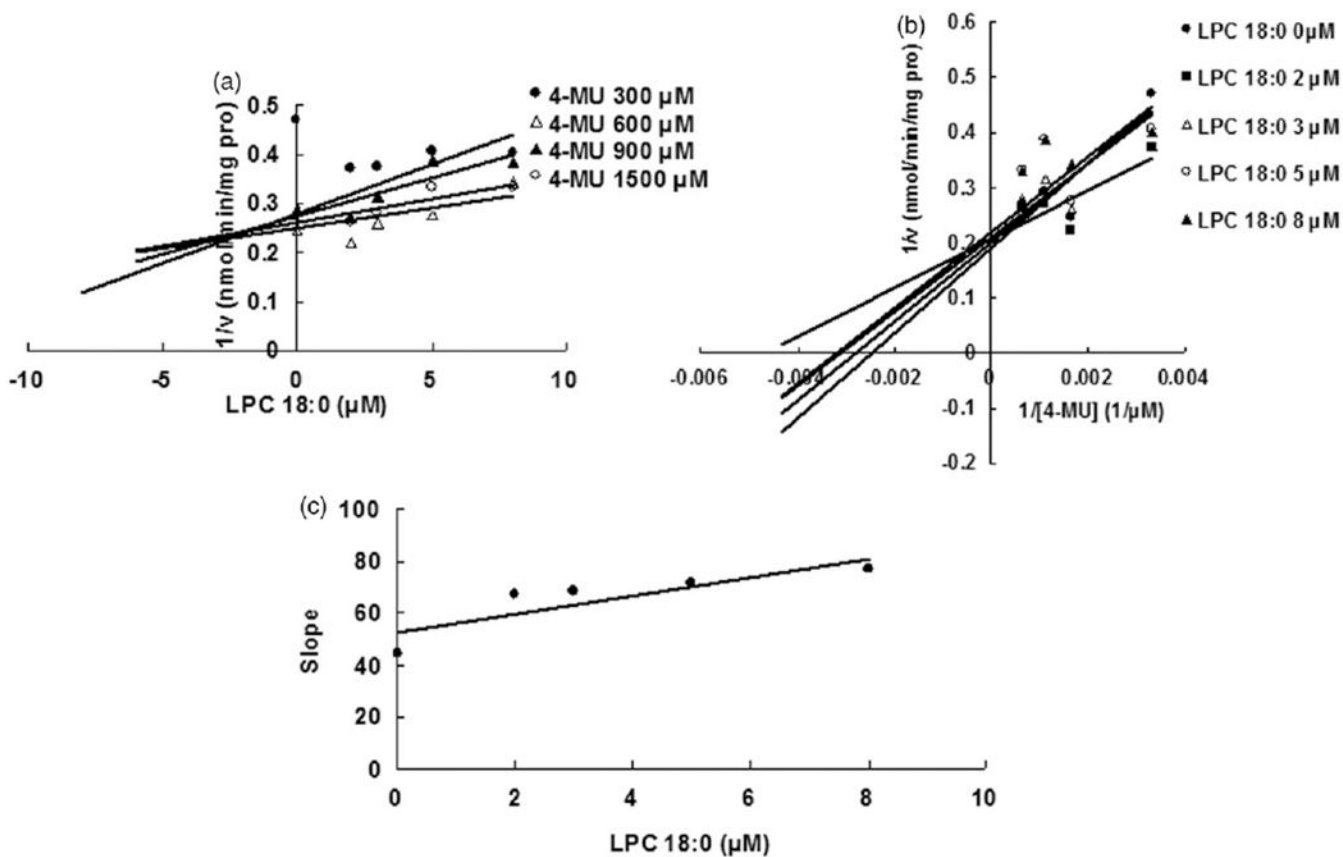 (a)
1/v (nmol/min/mg pro)
0.5
0.4
0.3
0.2
0.1
0
-10
-5
0
5
10
LPC 18:0 (µM)
4-MU 300 µM
4-MU 600 µM
4-MU 900 µM
4-MU 1500 µM
(b)
1/v (nmol/min/mg pro)
0.6
0.5
0.4
0.3
0.2
0.1
0
-0.1
-0.2
-0.006
-0.004
-0.002
0
0.002
0.004
1/[4-MU] (1/µM)
LPC 18:0 0µM
LPC 18:0 2 µM
LPC 18:0 3 µM
LPC 18:0 5 µM
LPC 18:0 8 µM
(c)
Slope
100
80
60
40
20
0
0
2
4
6
8
10
LPC 18:0 (µM)